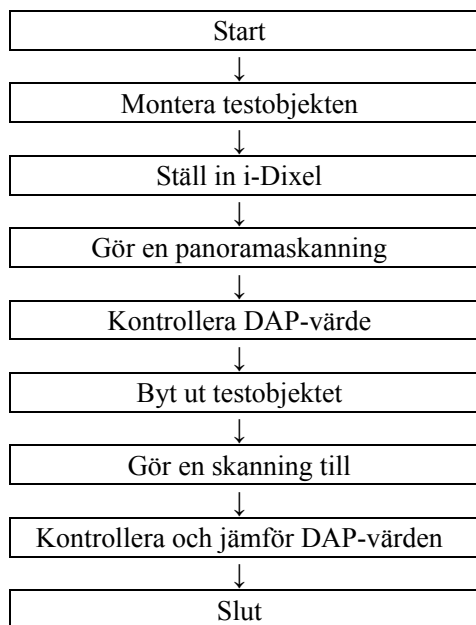 Start
↓
Montera testobjekten
↓
Ställ in i-Dixel
↓
Gör en panoramaskanning
↓
Kontrollera DAP-värde
↓
Byt ut testobjektet
↓
Gör en skanning till
↓
Kontrollera och jämför DAP-värden
↓
Slut